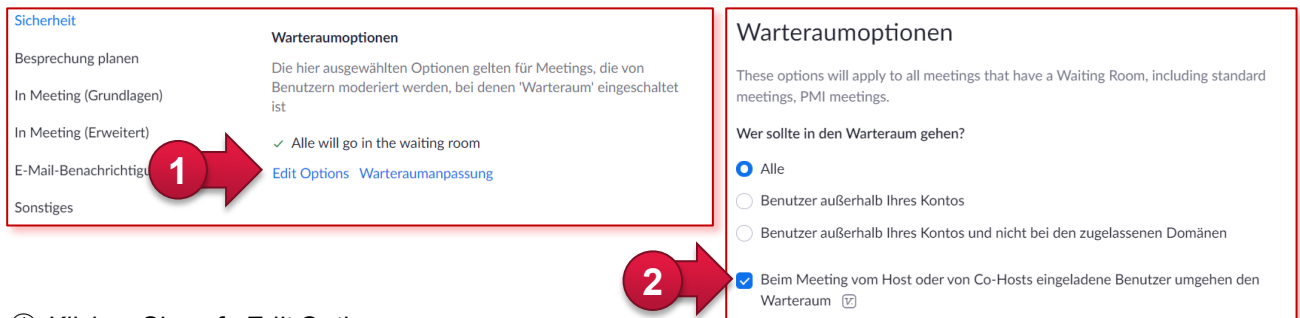 Sicherheit
Besprechung planen
In Meeting (Grundlagen)
In Meeting (Erweitert)
E-Mail-Benachrichtigu
Sonstiges
Warteraumoptionen
Die hier ausgewählten Optionen gelten für Meetings, die von
Benutzern moderiert werden, bei denen 'Warteraum' eingeschaltet
ist
✓ Alle will go in the waiting room
1
Edit Options Warteraumanpassung
Warteraumoptionen
These options will apply to all meetings that have a Waiting Room, including standard
meetings, PMI meetings.
Wer sollte in den Warteraum gehen?
Alle
Benutzer außerhalb Ihres Kontos
Benutzer außerhalb Ihres Kontos und nicht bei den zugelassenen Domänen
2
Beim Meeting vom Host oder von Co-Hosts eingeladene Benutzer umgehen den
Warteraum